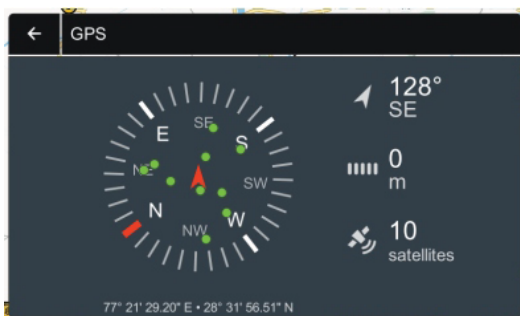 GPS
128°
SE
SE
E
S
NE
SW
0
m
N
W
NW
10
satellites
77° 21' 29.20" E • 28° 31' 56.51" N